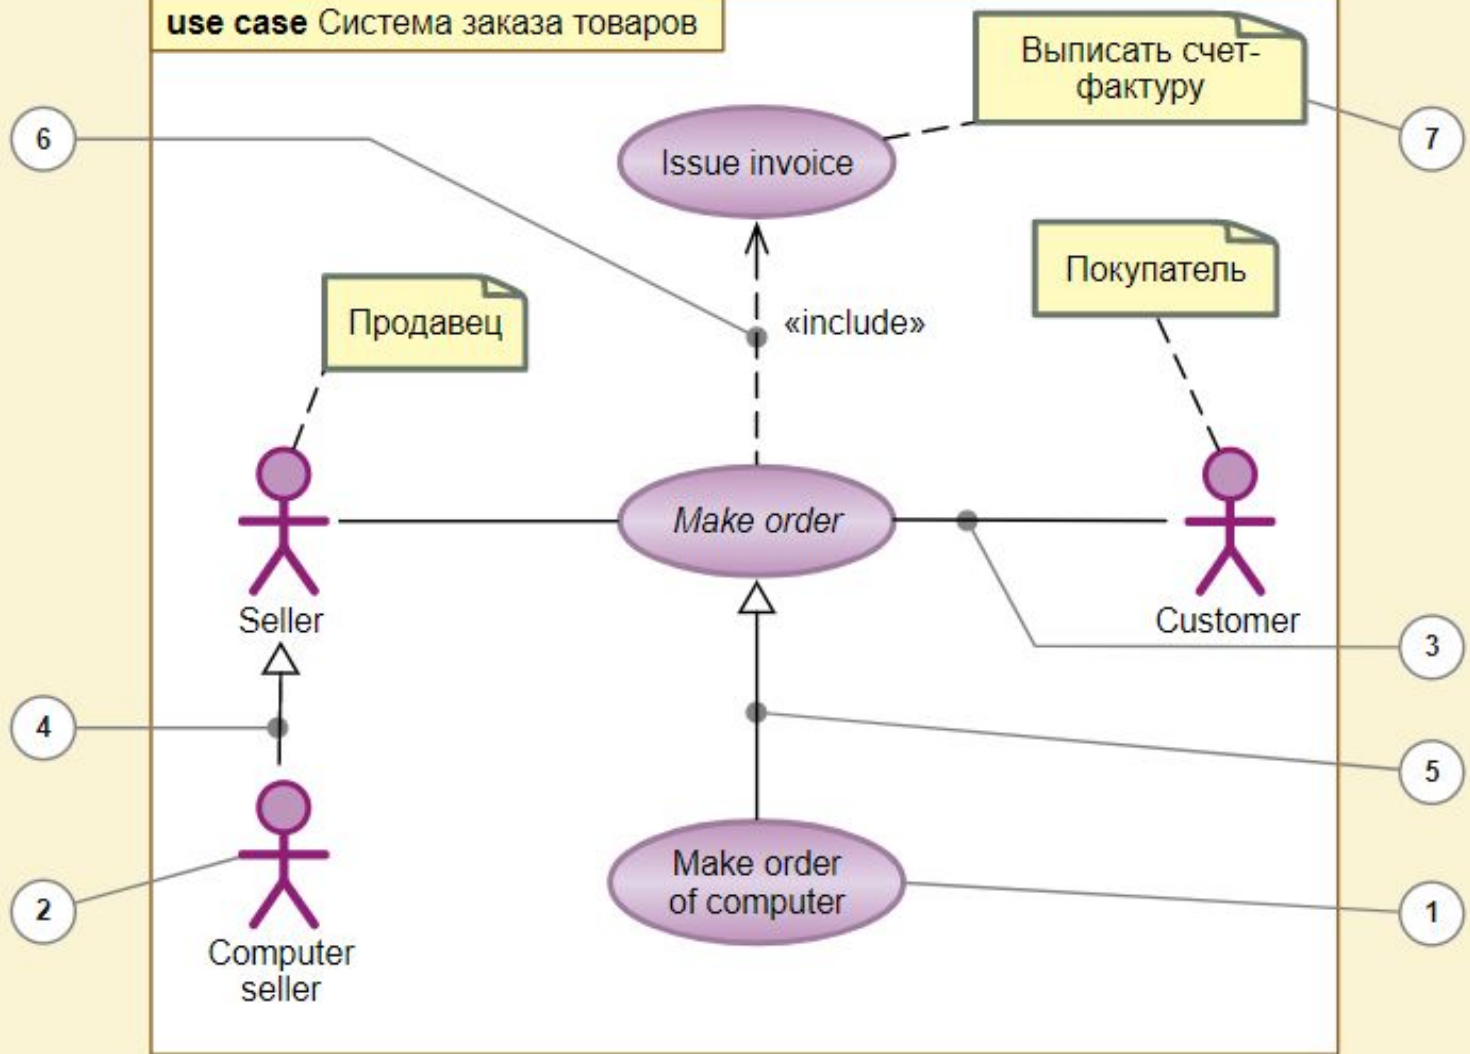 use case Система заказа товаров
Выписать счет-
фактуру
6
7
Issue invoice
Покупатель
Продавец
«include»
Make order
Seller
Customer
3
4
5
Make order
of computer
2
1
Computer
seller